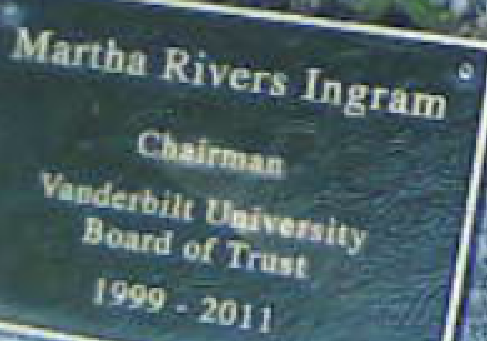 Martha Rivers Ingram
Chairman
Vanderbilt University
Board of Trust
1999 - 2011